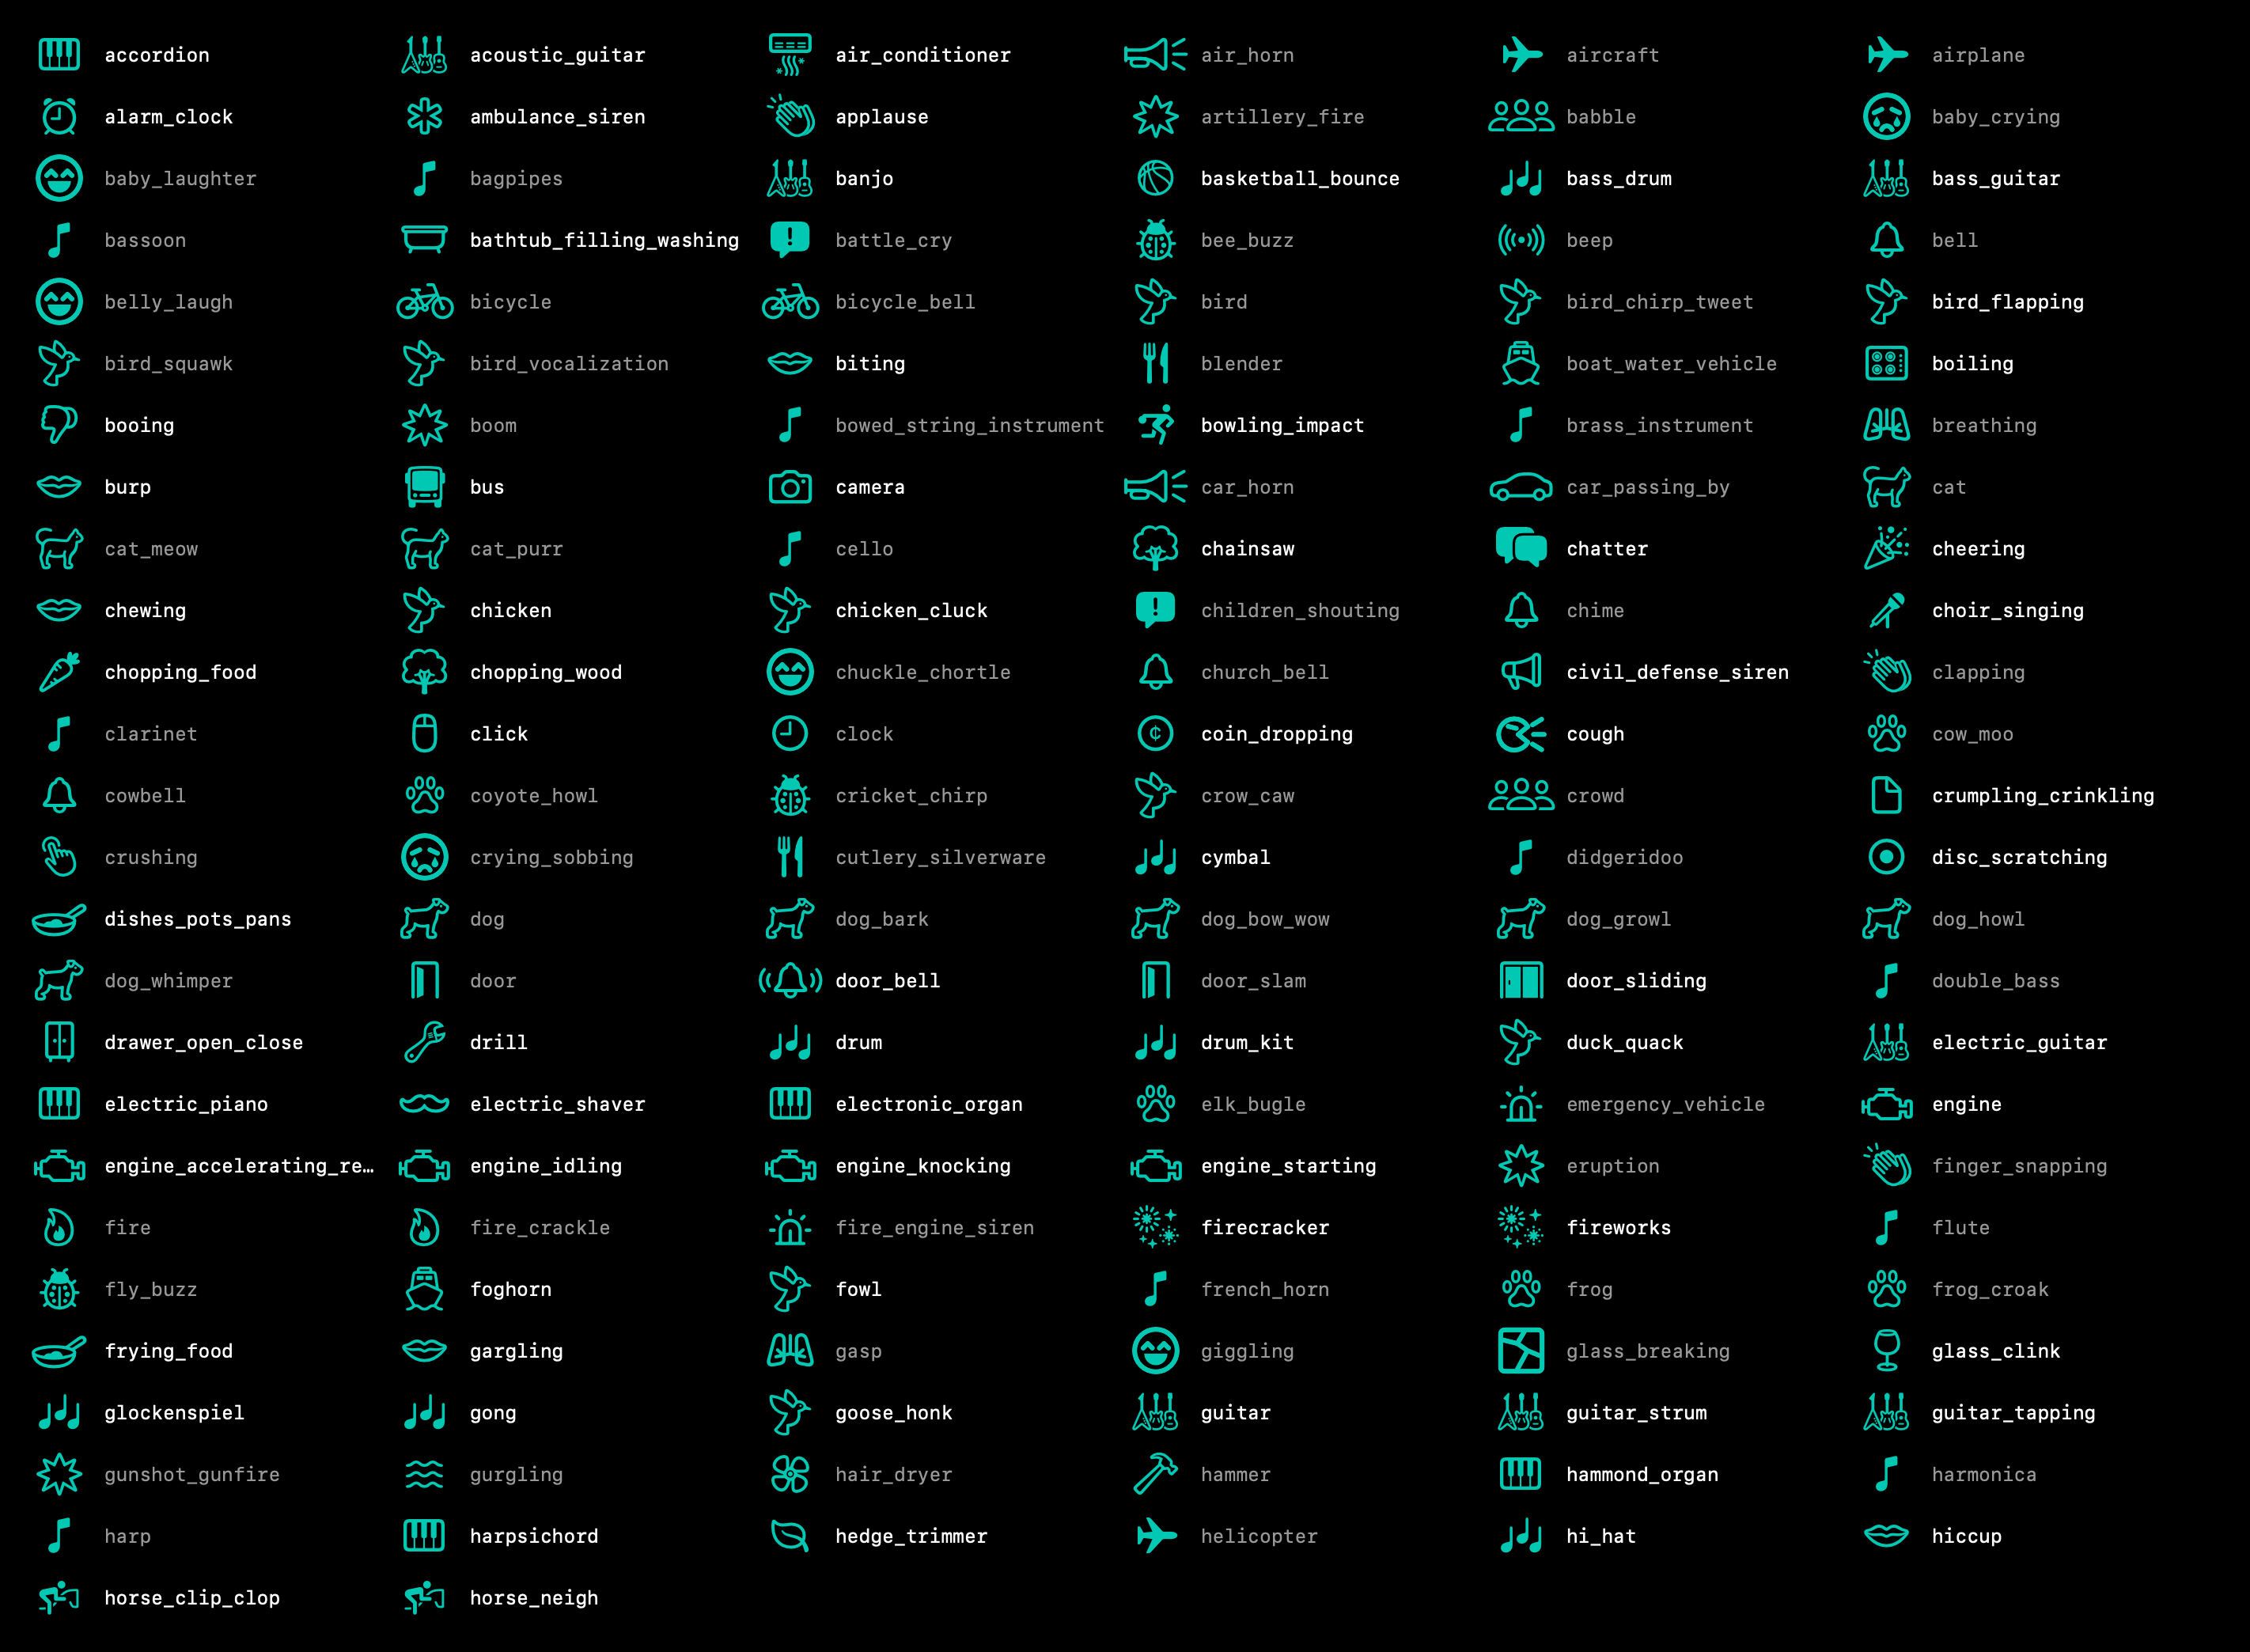 accordion acoustic_guitar air_conditioner air_horn aircraft airplane
alarm_clock ambulance_siren applause artillery_fire babble baby_crying
baby_laughter bagpipes banjo basketball_bounce bass_drum bass_guitar
bassoon bathtub_filling_washing battle_cry bee_buzz beep bell
belly_laugh bicycle bicycle_bell bird bird_chirp_tweet bird_flapping
bird_squawk bird_vocalization biting blender boat_water_vehicle boiling
booing boom bowed_string_instrument bowling_impact brass_instrument breathing
burp bus camera car_horn car_passing_by cat
cat_meow cat_purr cello chainsaw chatter cheering
chewing chicken chicken_cluck children_shouting chime choir_singing
chopping_food chopping_wood chuckle_chortle church_bell civil_defense_siren clapping
clarinet click clock coin_dropping cough cow_moo
cowbell coyote_howl cricket_chirp crow_caw crowd crumpling_crinkling
crushing crying_sobbing cutlery_silverware cymbal didgeridoo disc_scratching
dishes_pots_pans dog dog_bark dog_bow_wow dog_growl dog_howl
dog_whimper door door_bell door_slam door_sliding double_bass
drawer_open_close drill drum drum_kit duck_quack electric_guitar
electric_piano electric_shaver electronic_organ elk_bugle emergency_vehicle engine
engine_accelerating_re… engine_idling engine_knocking engine_starting eruption finger_snapping
fire fire_crackle fire_engine_siren firecracker fireworks flute
fly_buzz foghorn fowl french_horn frog frog_croak
frying_food gargling gasp giggling glass_breaking glass_clink
glockenspiel gong goose_honk guitar guitar_strum guitar_tapping
gunshot_gunfire gurgling hair_dryer hammer hammond_organ harmonica
harp harpsichord hedge_trimmer helicopter hi_hat hiccup
horse_clip_clop horse_neigh